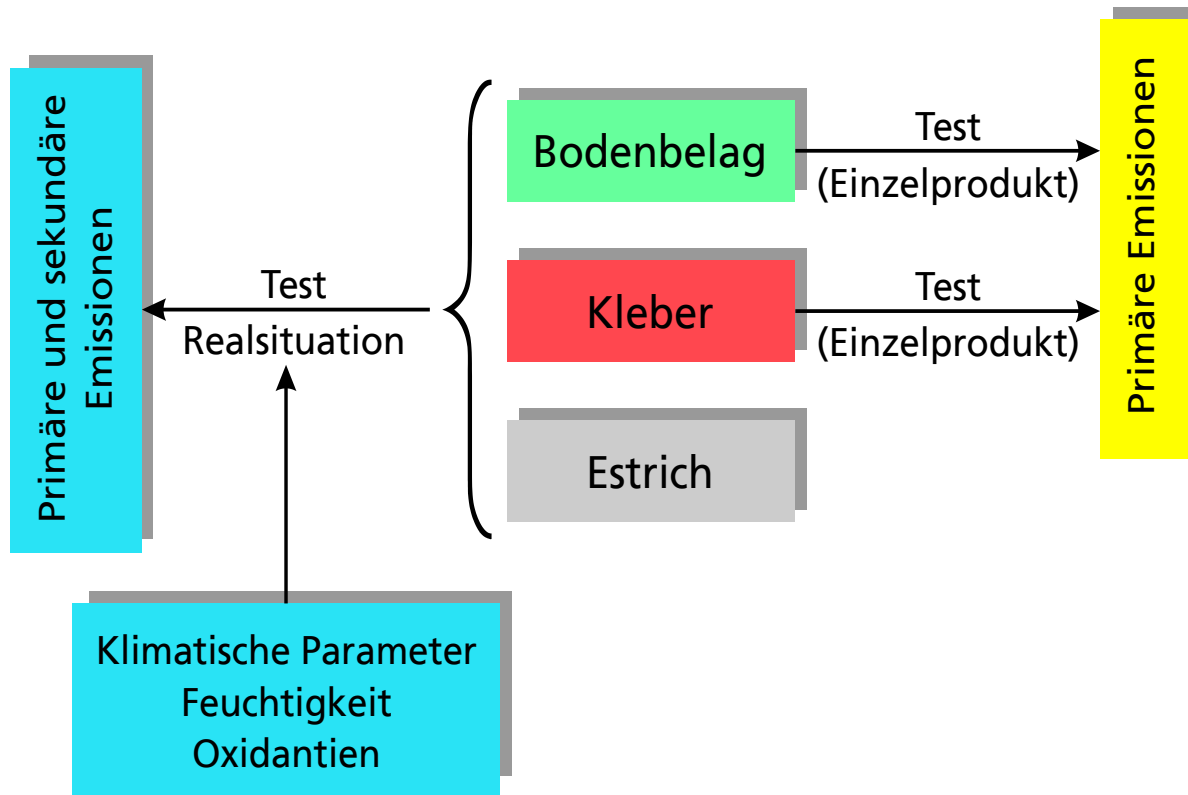 Primäre und sekundäre
Emissionen
Test
Realsituation
Klimatische Parameter
Feuchtigkeit
Oxidantien
Bodenbelag
Kleber
Estrich
Test
(Einzelprodukt)
Test
(Einzelprodukt)
Primäre Emissionen